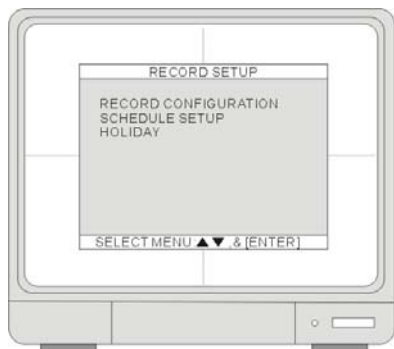 RECORD SETUP
RECORD CONFIGURATION
SCHEDULE SETUP
HOLIDAY
SELECT MENU ▲▼ ,& [ENTER]